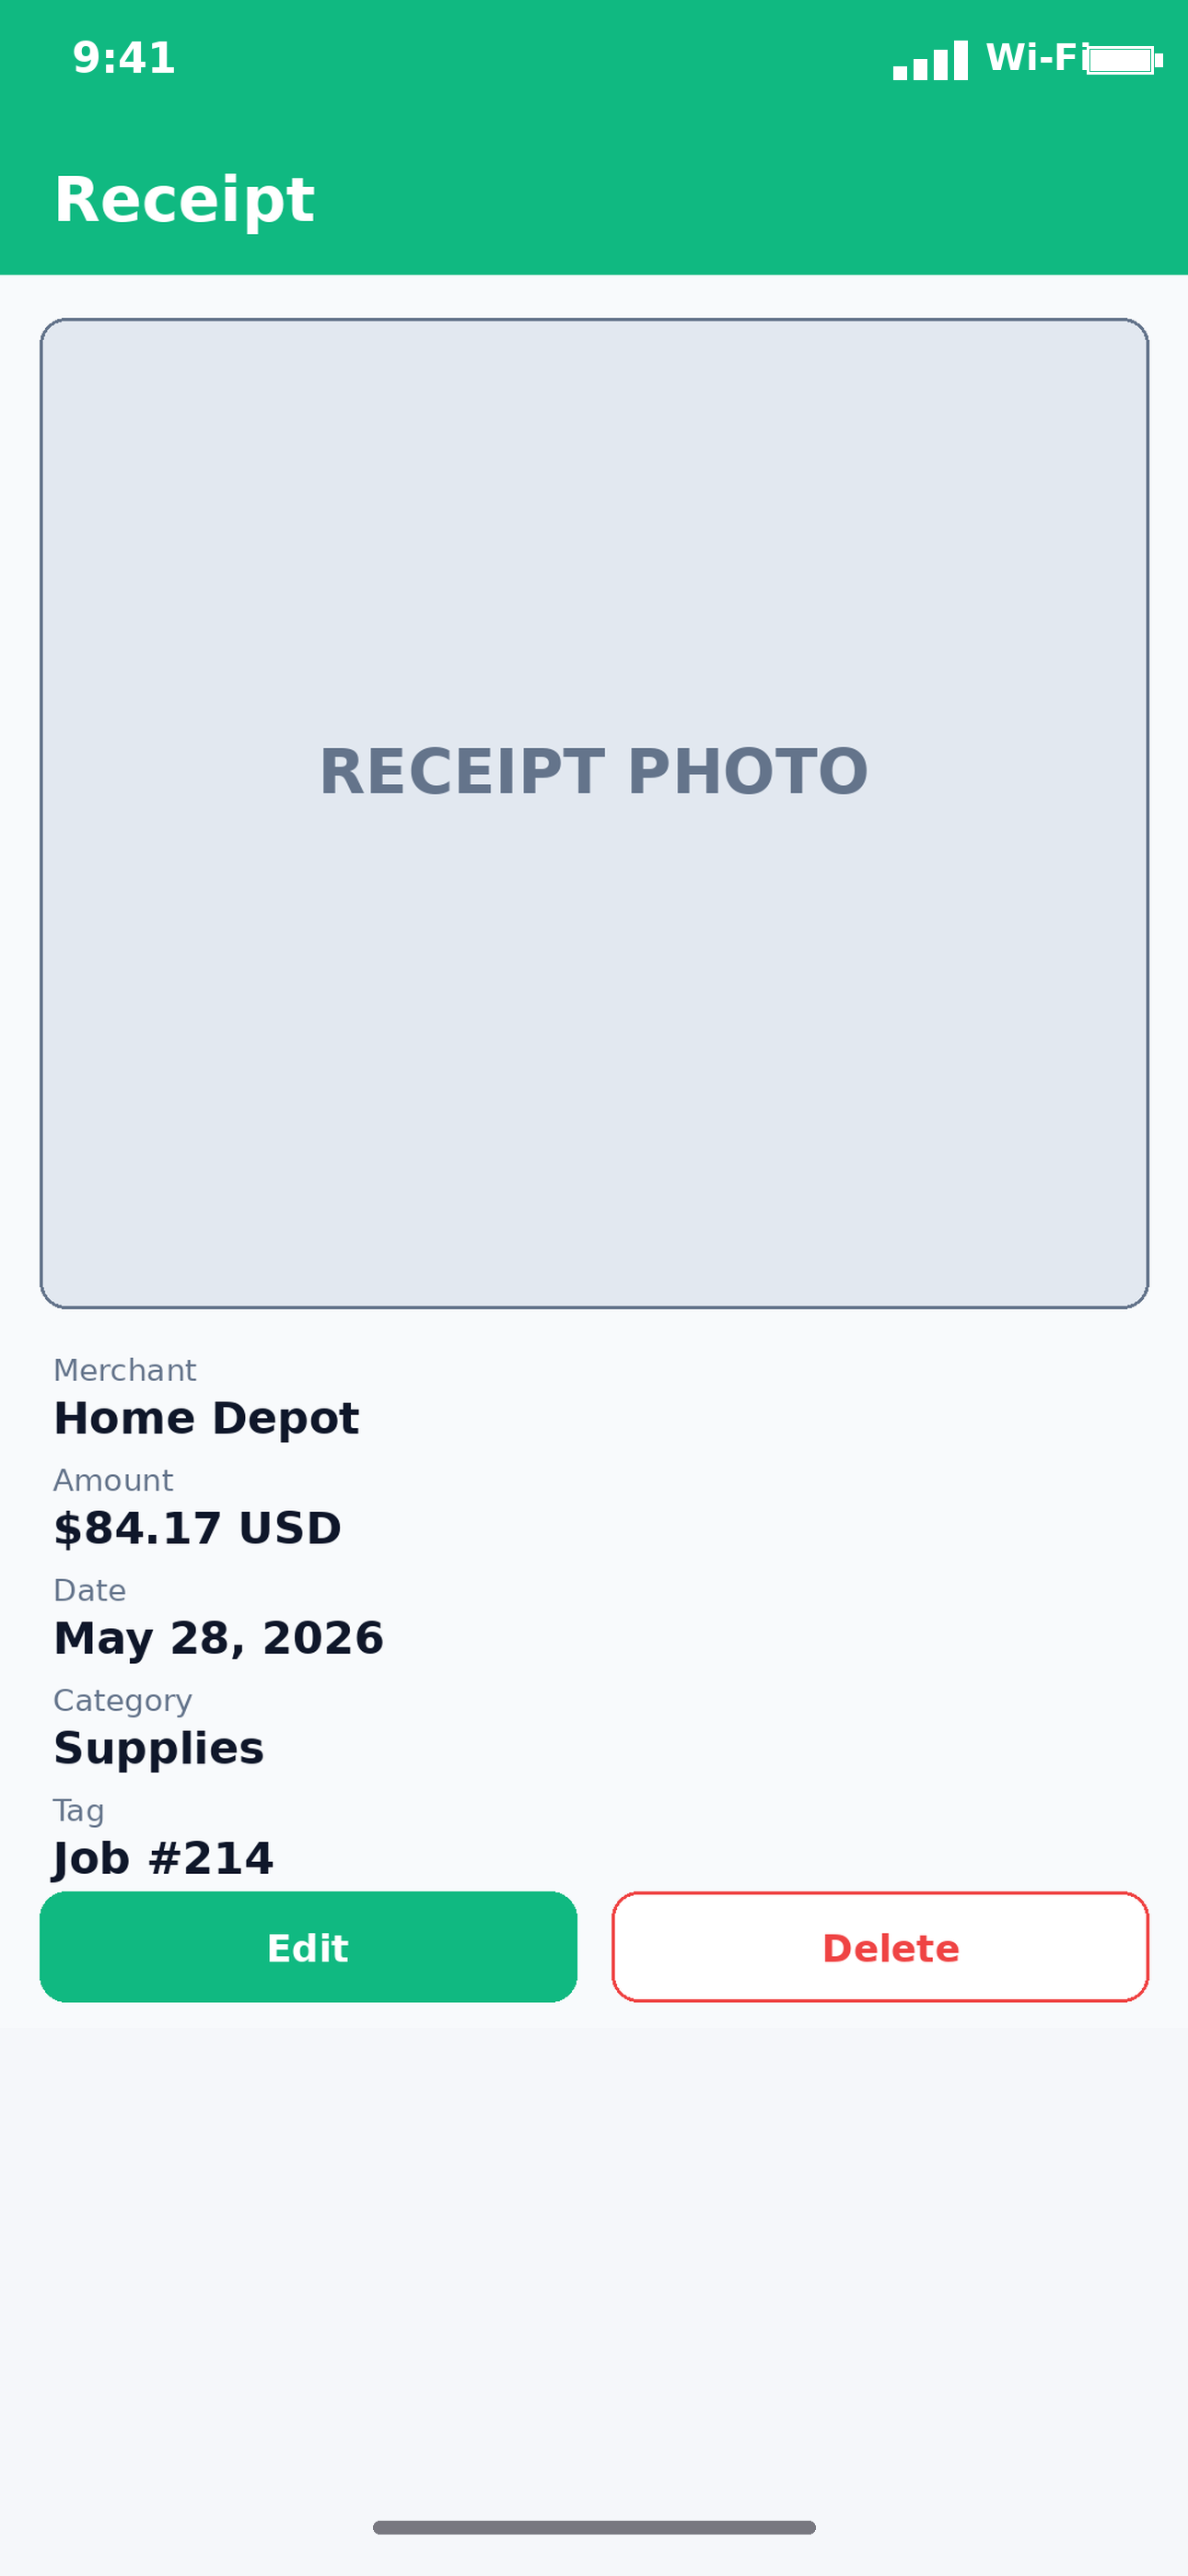 9:41 Wi-Fi
Receipt
RECEIPT PHOTO
Merchant
Home Depot
Amount
$84.17 USD
Date
May 28, 2026
Category
Supplies
Tag
Job #214
Edit Delete